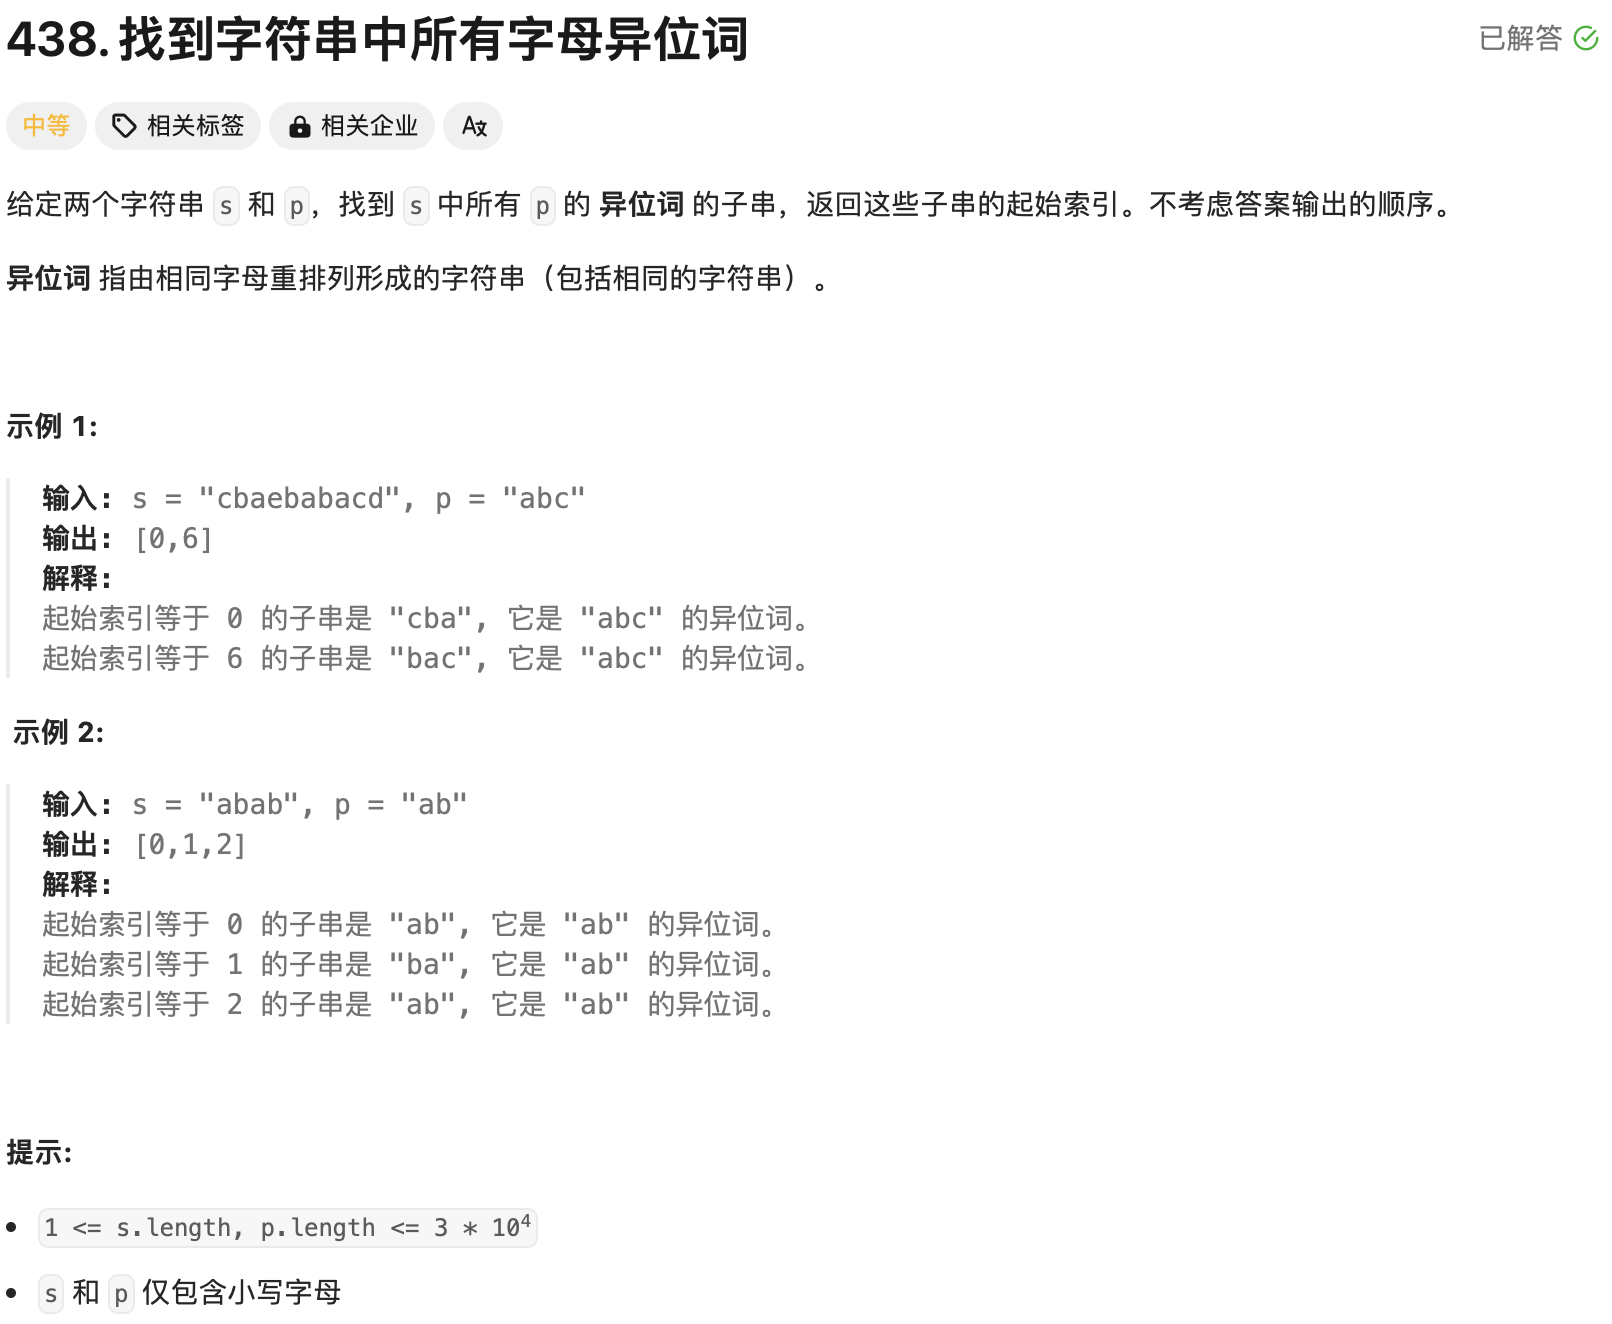 438. 找到字符串中所有字母异位词
已解答
中等 相关标签 相关企业 A文
给定两个字符串 s 和 p，找到 s 中所有 p 的 异位词 的子串，返回这些子串的起始索引。不考虑答案输出的顺序。
异位词 指由相同字母重排列形成的字符串（包括相同的字符串）。
示例 1:
输入: s = "cbaebabacd", p = "abc"
输出: [0,6]
解释:
起始索引等于 0 的子串是 "cba", 它是 "abc" 的异位词。
起始索引等于 6 的子串是 "bac", 它是 "abc" 的异位词。
示例 2:
输入: s = "abab", p = "ab"
输出: [0,1,2]
解释:
起始索引等于 0 的子串是 "ab", 它是 "ab" 的异位词。
起始索引等于 1 的子串是 "ba", 它是 "ab" 的异位词。
起始索引等于 2 的子串是 "ab", 它是 "ab" 的异位词。
提示:
• 1 <= s.length, p.length <= 3 * 10⁴
• s 和 p 仅包含小写字母